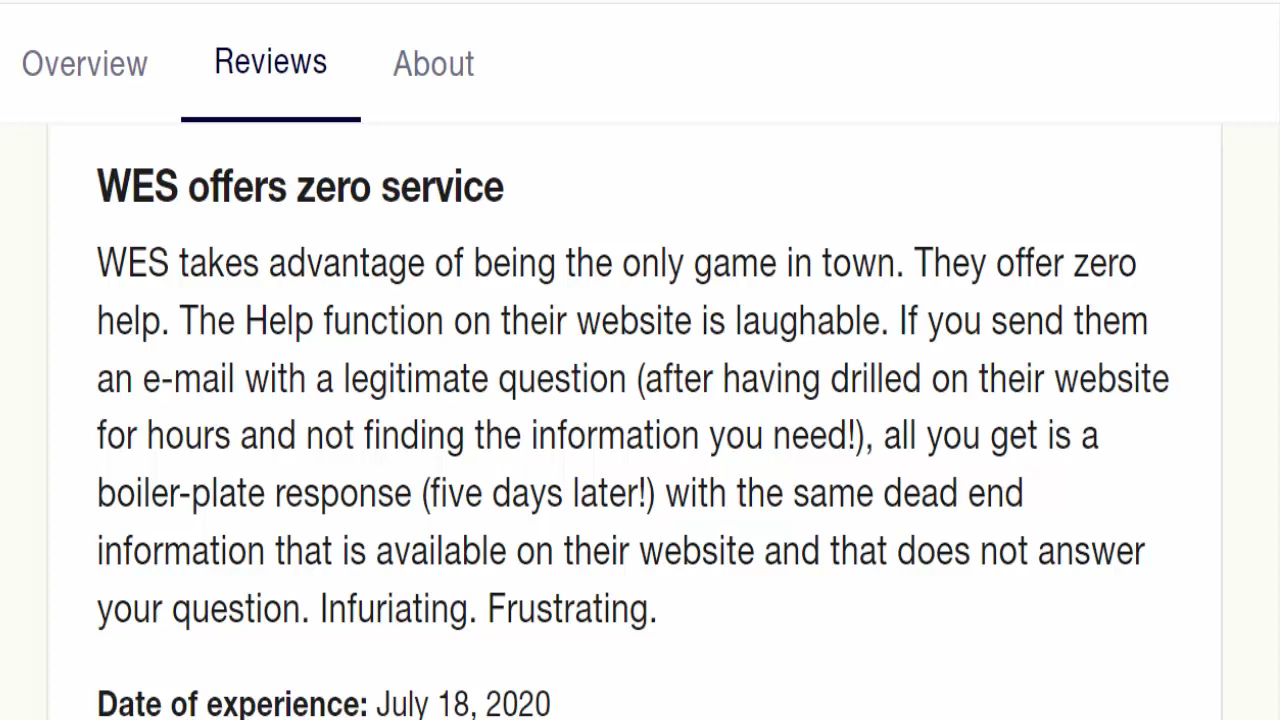 Overview Reviews About
WES offers zero service
WES takes advantage of being the only game in town. They offer zero
help. The Help function on their website is laughable. If you send them
an e-mail with a legitimate question (after having drilled on their website
for hours and not finding the information you need!), all you get is a
boiler-plate response (five days later!) with the same dead end
information that is available on their website and that does not answer
your question. Infuriating. Frustrating.
Date of experience: July 18, 2020